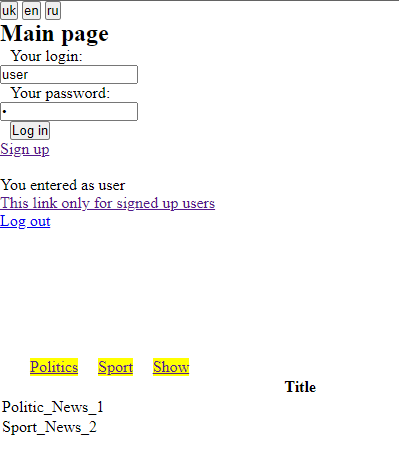 uk en ru
Main page
Your login:
user
Your password:
•
Log in
Sign up
You entered as user
This link only for signed up users
Log out
Politics Sport Show
Title
Politic_News_1
Sport_News_2